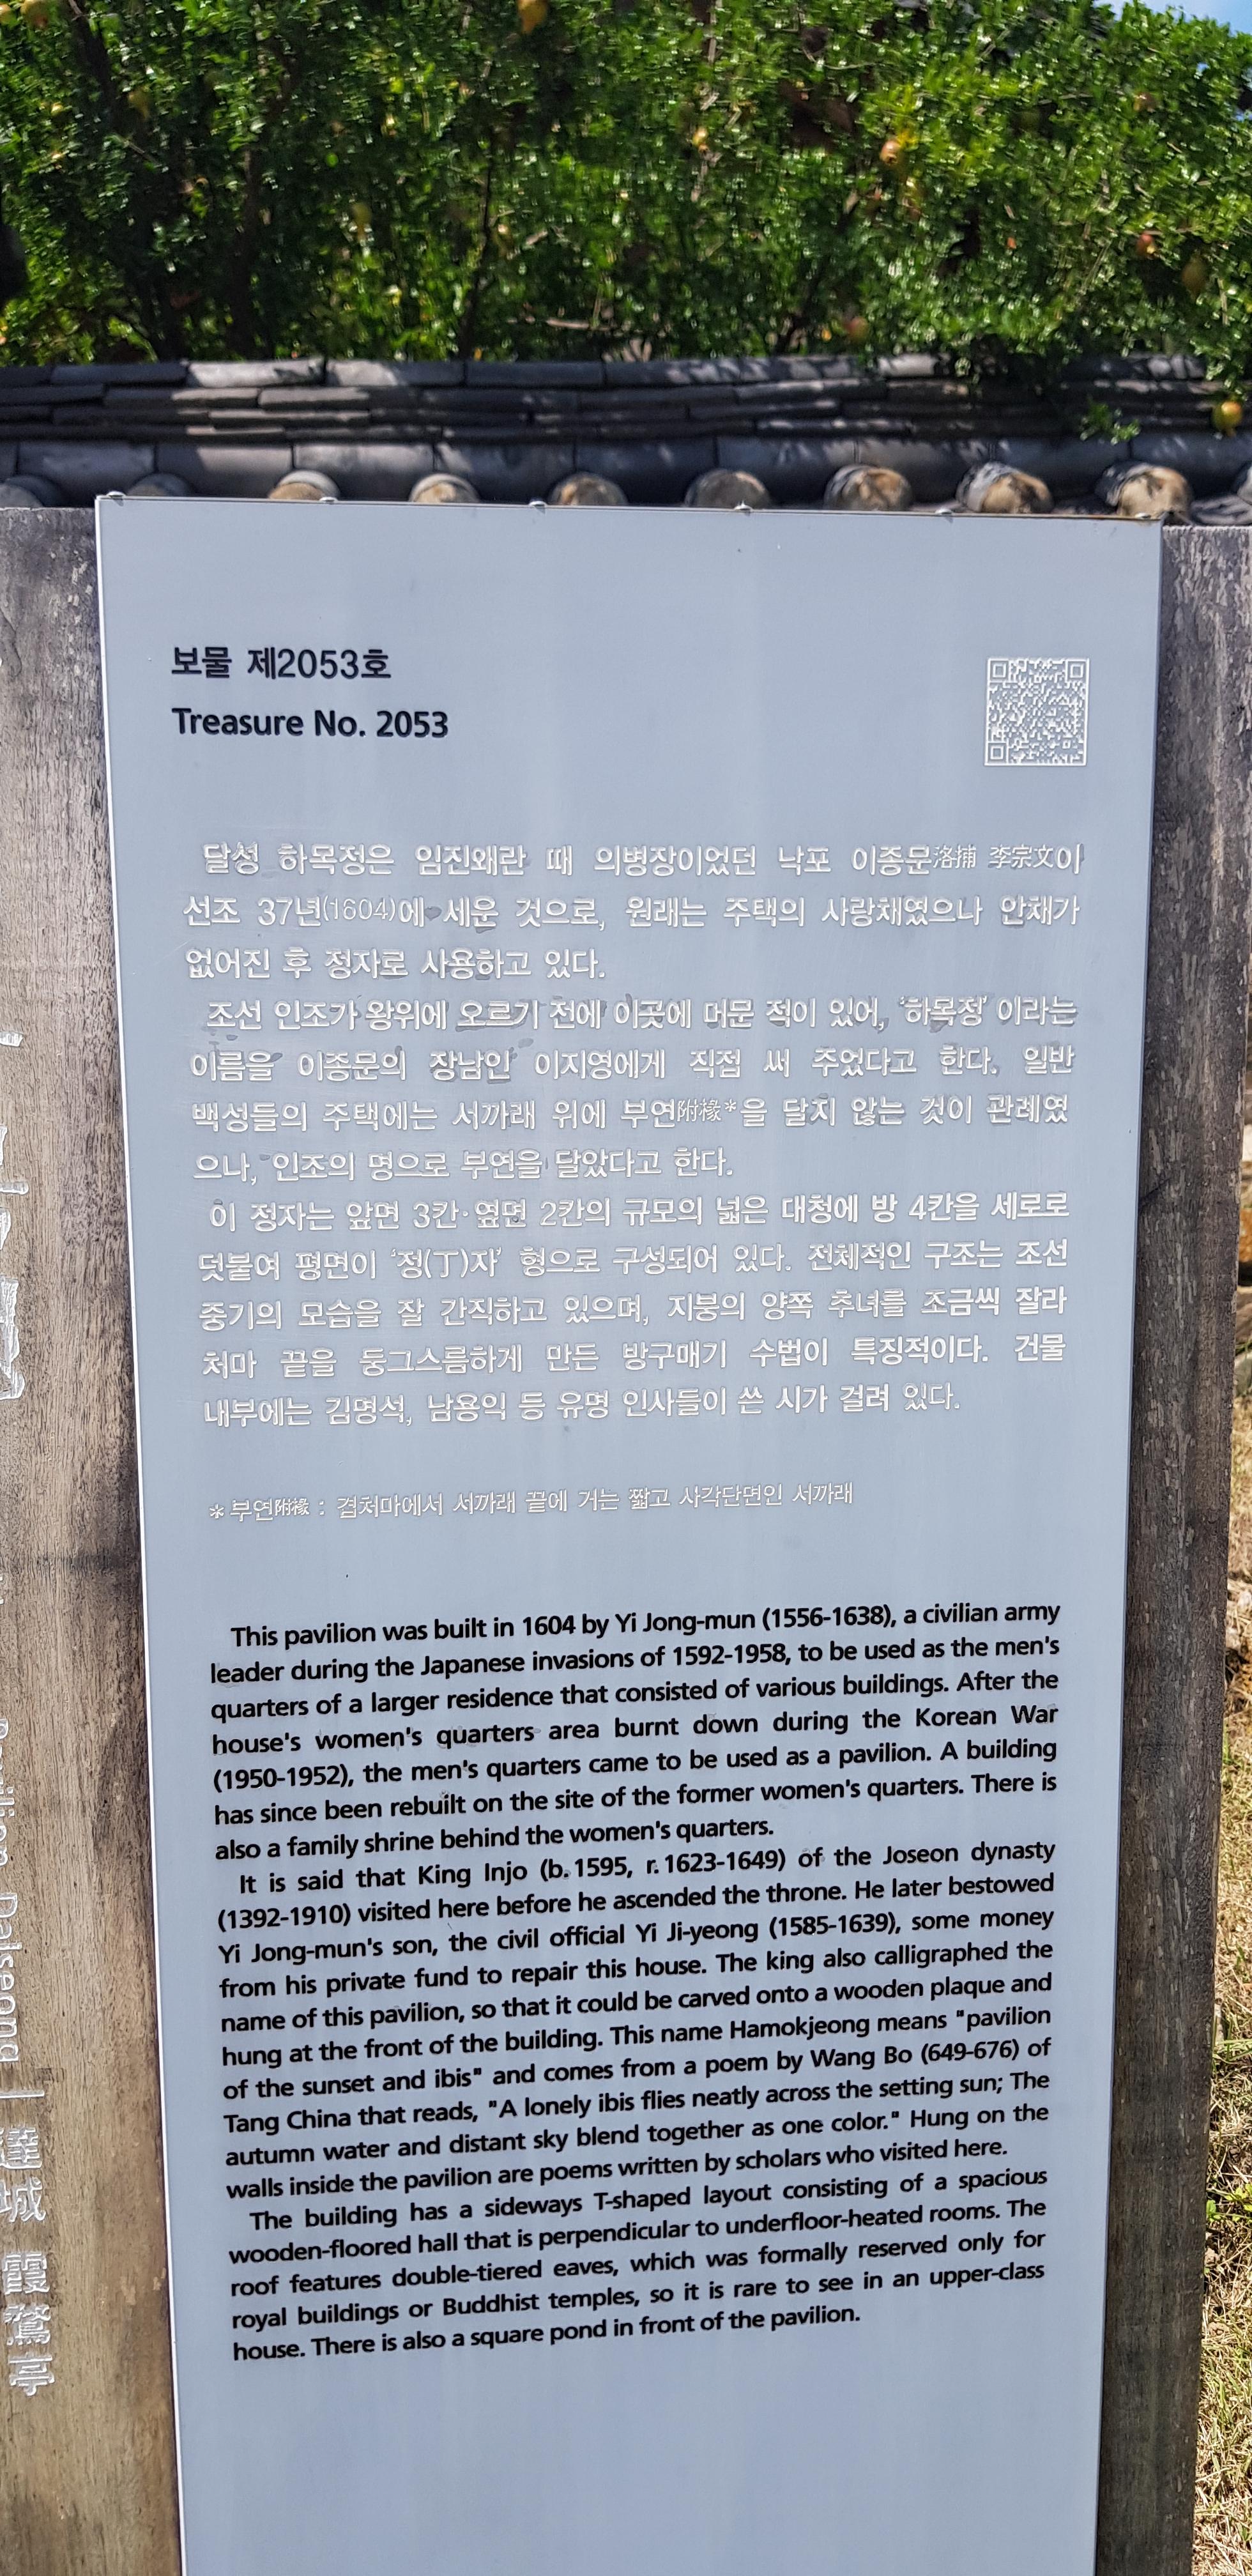 보물 제2053호
Treasure No. 2053
달성 하목정은 임진왜란 때 의병장이었던 낙포 이종문洛捕 李宗文이
선조 37년(1604)에 세운 것으로, 원래는 주택의 사랑채였으나 안채가
없어진 후 정자로 사용하고 있다.
조선 인조가 왕위에 오르기 전에 이곳에 머문 적이 있어, '하목정' 이라는
이름을 이종문의 장남인 이지영에게 직접 써 주었다고 한다. 일반
백성들의 주택에는 서까래 위에 부연附椽*을 달지 않는 것이 관례였
으나, 인조의 명으로 부연을 달았다고 한다.
이 정자는 앞면 3칸·옆면 2칸의 규모의 넓은 대청에 방 4칸을 세로로
덧붙여 평면이 '정(丁)자' 형으로 구성되어 있다. 전체적인 구조는 조선
중기의 모습을 잘 간직하고 있으며, 지붕의 양쪽 추녀를 조금씩 잘라
처마 끝을 둥그스름하게 만든 방구매기 수법이 특징적이다. 건물
내부에는 김명석, 남용익 등 유명 인사들이 쓴 시가 걸려 있다.
*부연附椽 : 겹처마에서 서까래 끝에 거는 짧고 사각단면인 서까래
This pavilion was built in 1604 by Yi Jong-mun (1556-1638), a civilian army
leader during the Japanese invasions of 1592-1958, to be used as the men's
quarters of a larger residence that consisted of various buildings. After the
house's women's quarters area burnt down during the Korean War
(1950-1952), the men's quarters came to be used as a pavilion. A building
has since been rebuilt on the site of the former women's quarters. There is
also a family shrine behind the women's quarters.
It is said that King Injo (b. 1595, r. 1623-1649) of the Joseon dynasty
(1392-1910) visited here before he ascended the throne. He later bestowed
Yi Jong-mun's son, the civil official Yi Ji-yeong (1585-1639), some money
from his private fund to repair this house. The king also calligraphed the
name of this pavilion, so that it could be carved onto a wooden plaque and
hung at the front of the building. This name Hamokjeong means "pavilion
of the sunset and ibis" and comes from a poem by Wang Bo (649-676) of
Tang China that reads, "A lonely ibis flies neatly across the setting sun; The
autumn water and distant sky blend together as one color." Hung on the
walls inside the pavilion are poems written by scholars who visited here.
The building has a sideways T-shaped layout consisting of a spacious
wooden-floored hall that is perpendicular to underfloor-heated rooms. The
roof features double-tiered eaves, which was formally reserved only for
royal buildings or Buddhist temples, so it is rare to see in an upper-class
house. There is also a square pond in front of the pavilion.
Pavilion, Dalseong | 達城 霞鶩亭